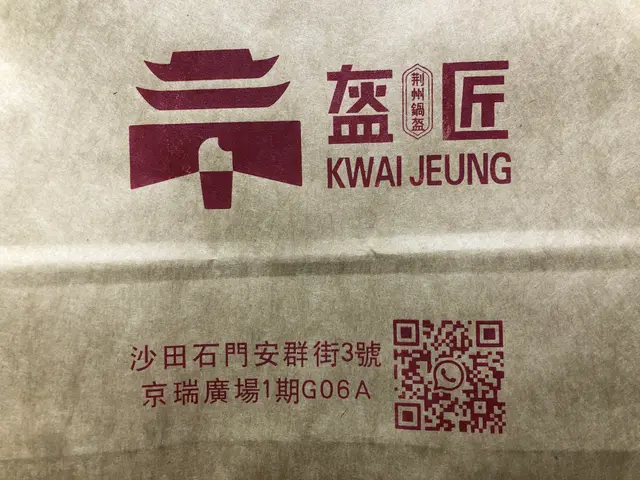 盔匠
荆州鍋盔
KWAI JEUNG
沙田石門安群街3號
京瑞廣場1期G06A